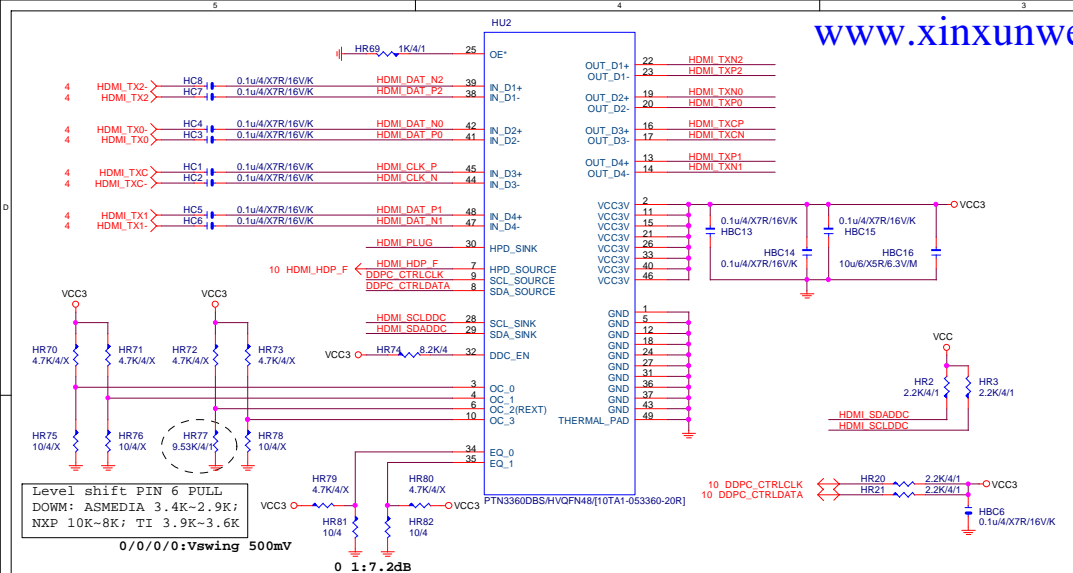 5
4
3
D
HU2
www.xinxunwe
HR69
1K/4/1
25
OE*
4
HDMI_TX2-
HC8
0.1u/4/X7R/16V/K
HDMI_DAT_N2
39
IN_D1+
4
HDMI_TX2
HC7
0.1u/4/X7R/16V/K
HDMI_DAT_P2
38
IN_D1-
4
HDMI_TX0-
HC4
0.1u/4/X7R/16V/K
HDMI_DAT_N0
42
IN_D2+
4
HDMI_TX0
HC3
0.1u/4/X7R/16V/K
HDMI_DAT_P0
41
IN_D2-
4
HDMI_TXC
HC1
0.1u/4/X7R/16V/K
HDMI_CLK_P
45
IN_D3+
4
HDMI_TXC-
HC2
0.1u/4/X7R/16V/K
HDMI_CLK_N
44
IN_D3-
4
HDMI_TX1
HC5
0.1u/4/X7R/16V/K
HDMI_DAT_P1
48
IN_D4+
4
HDMI_TX1-
HC6
0.1u/4/X7R/16V/K
HDMI_DAT_N1
47
IN_D4-
HDMI_PLUG
30
HPD_SINK
10 HDMI_HDP_F
HDMI_HDP_F
7
HPD_SOURCE
DDPC_CTRLCLK
9
SCL_SOURCE
DDPC_CTRLDATA
8
SDA_SOURCE
HDMI_SCLDDC
28
SCL_SINK
HDMI_SDADDC
29
SDA_SINK
VCC3
HR74
8.2K/4
32
DDC_EN
3
OC_0
4
OC_1
6
OC_2(REXT)
10
OC_3
34
EQ_0
35
EQ_1
OUT_D1+
22
HDMI_TXN2
OUT_D1-
23
HDMI_TXP2
OUT_D2+
19
HDMI_TXN0
OUT_D2-
20
HDMI_TXP0
OUT_D3+
16
HDMI_TXCP
OUT_D3-
17
HDMI_TXCN
OUT_D4+
13
HDMI_TXP1
OUT_D4-
14
HDMI_TXN1
VCC3V
2
VCC3V
11
VCC3V
15
VCC3V
21
VCC3V
26
VCC3V
33
VCC3V
40
VCC3V
46
VCC3
0.1u/4/X7R/16V/K
HBC13
0.1u/4/X7R/16V/K
HBC15
HBC14
0.1u/4/X7R/16V/K
HBC16
10u/6/X5R/6.3V/M
GND
1
GND
5
GND
12
GND
18
GND
24
GND
27
GND
31
GND
36
GND
37
GND
43
THERMAL_PAD
49
PTN3360DBS/HVQFN48/[10TA1-053360-20R]
VCC3
VCC3
HR70
4.7K/4/X
HR71
4.7K/4/X
HR72
4.7K/4/X
HR73
4.7K/4/X
HR75
10/4/X
HR76
10/4/X
HR77
9.53K/4/1
HR78
10/4/X
HR79
4.7K/4/X
HR80
4.7K/4/X
VCC3
VCC3
HR81
10/4
HR82
10/4
Level shift PIN 6 PULL
DOWM: ASMEDIA 3.4K~2.9K;
NXP 10K~8K; TI 3.9K~3.6K
0/0/0/0:Vswing 500mV
0 1:7.2dB
VCC
HR2
2.2K/4/1
HR3
2.2K/4/1
HDMI_SDADDC
HDMI_SCLDDC
10 DDPC_CTRLCLK
HR20
2.2K/4/1
VCC3
10 DDPC_CTRLDATA
HR21
2.2K/4/1
HBC6
0.1u/4/X7R/16V/K